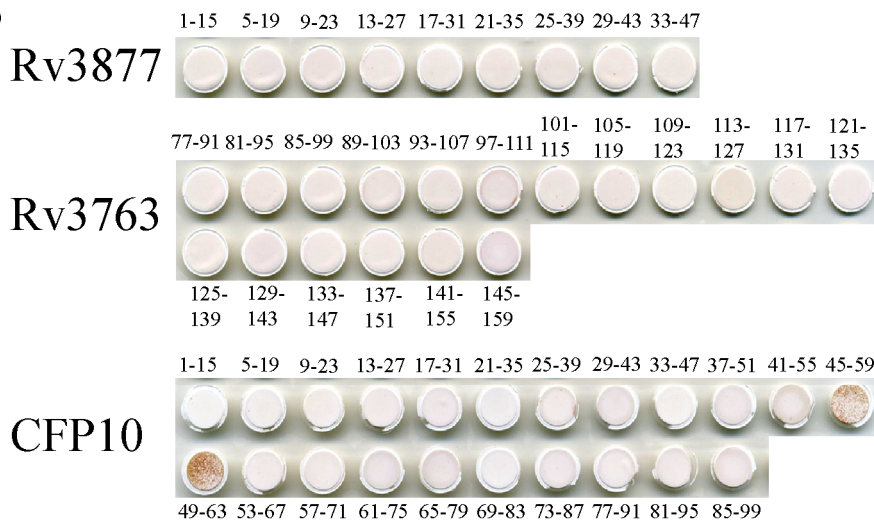 1-15 5-19 9-23 13-27 17-31 21-35 25-39 29-43 33-47
Rv3877
77-91 81-95 85-99 89-103 93-107 97-111 101-115 105-119 109-123 113-127 117-131 121-135
Rv3763
125-139 129-143 133-147 137-151 141-155 145-159
1-15 5-19 9-23 13-27 17-31 21-35 25-39 29-43 33-47 37-51 41-55 45-59
CFP10
49-63 53-67 57-71 61-75 65-79 69-83 73-87 77-91 81-95 85-99